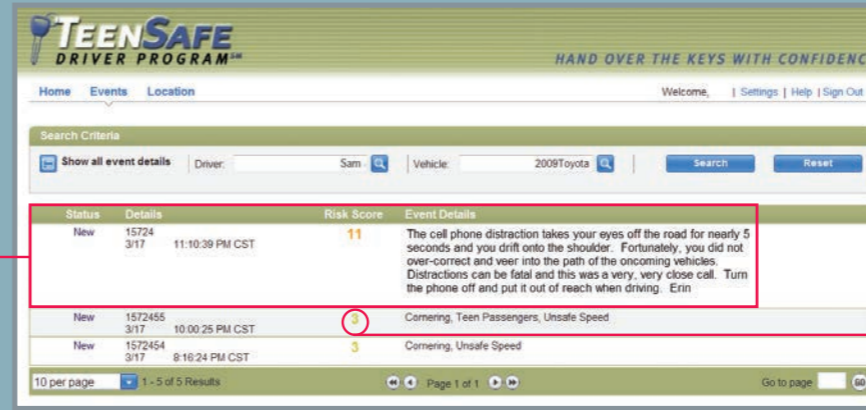 TEENSAFE
DRIVER PROGRAM℠
HAND OVER THE KEYS WITH CONFIDENC
Home Events Location Welcome, | Settings | Help | Sign Out
Search Criteria
Show all event details Driver: Sam Vehicle: 2009Toyota Search Reset
Status Details Risk Score Event Details
New 15724 11 The cell phone distraction takes your eyes off the road for nearly 5
3/17 11:10:39 PM CST seconds and you drift onto the shoulder. Fortunately, you did not
over-correct and veer into the path of the oncoming vehicles.
Distractions can be fatal and this was a very, very close call. Turn
the phone off and put it out of reach when driving. Erin
New 1572455 3 Cornering, Teen Passengers, Unsafe Speed
3/17 10:00:25 PM CST
New 1572454 3 Cornering, Unsafe Speed
3/17 8:16:24 PM CST
10 per page 1 - 5 of 5 Results Page 1 of 1 Go to page GO